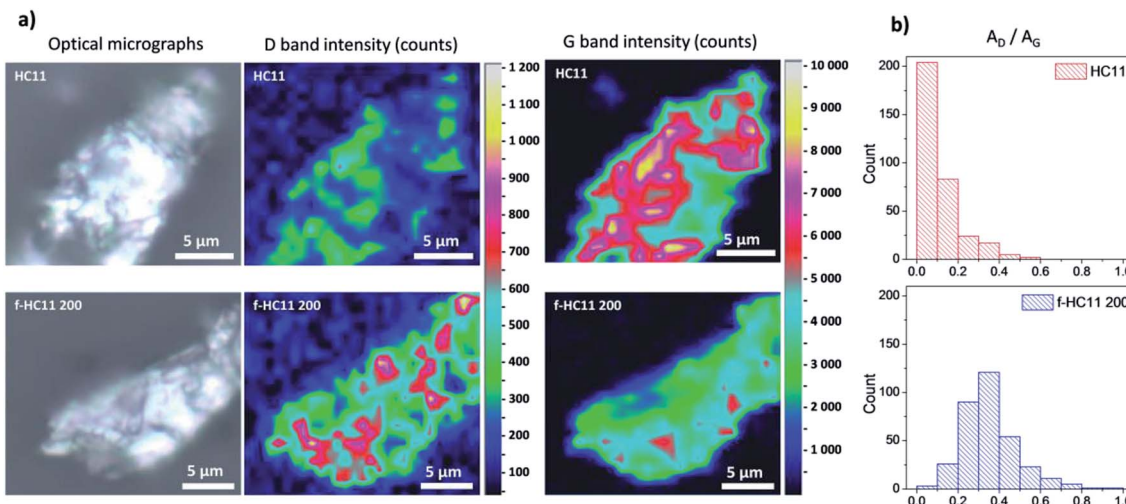 a)
Optical micrographs
D band intensity (counts)
G band intensity (counts)
HC11
5 µm
HC11
5 µm
1 200
1 100
1 000
900
800
700
600
500
400
300
200
100
HC11
5 µm
10 000
9 000
8 000
7 000
6 000
5 000
4 000
3 000
2 000
1 000
f-HC11 200
5 µm
f-HC11 200
5 µm
f-HC11 200
5 µm
b)
A_D / A_G
HC11
Count
200
150
100
50
0
0.0 0.2 0.4 0.6 0.8 1.0
f-HC11 200
Count
200
150
100
50
0
0.0 0.2 0.4 0.6 0.8 1.0